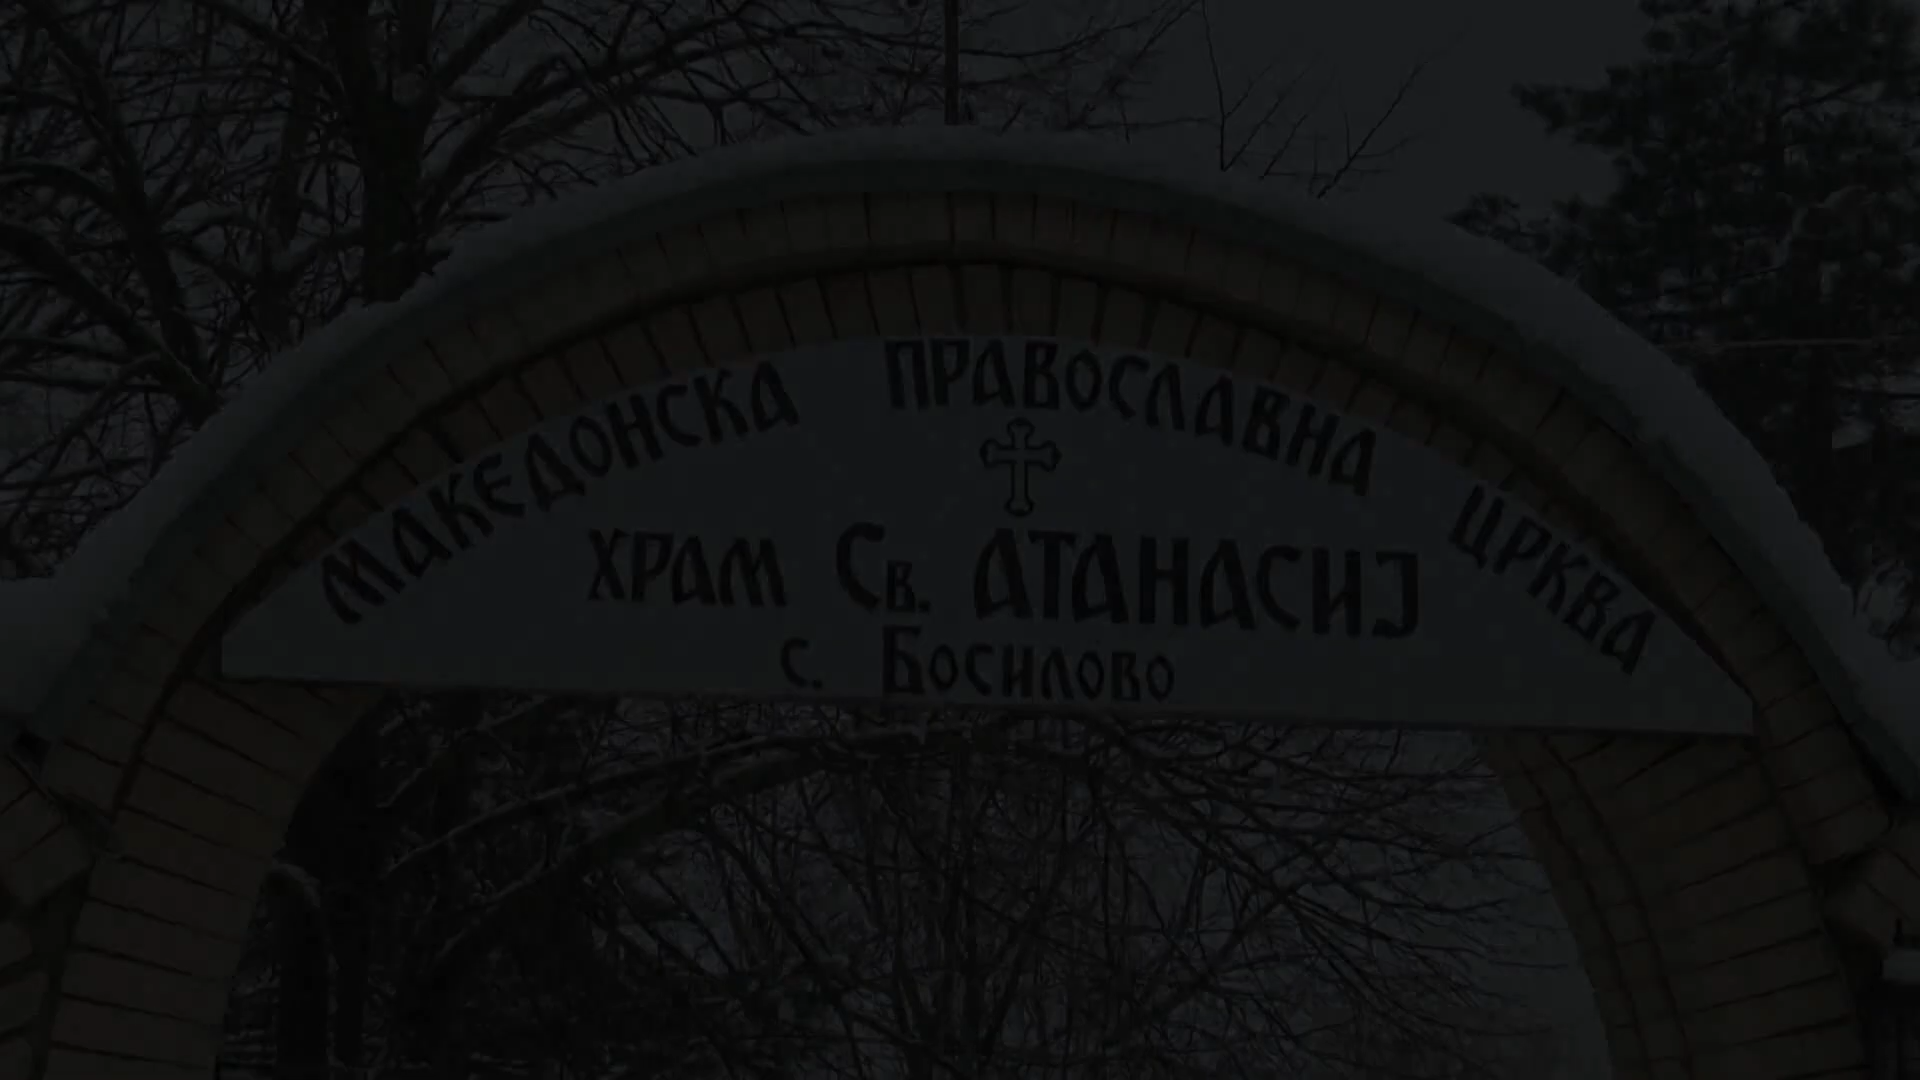 МАКЕДОНСКА ПРАВОСЛАВНА ЦРКВА
ХРАМ Св. АТАНАСИЈ
с. Босилово